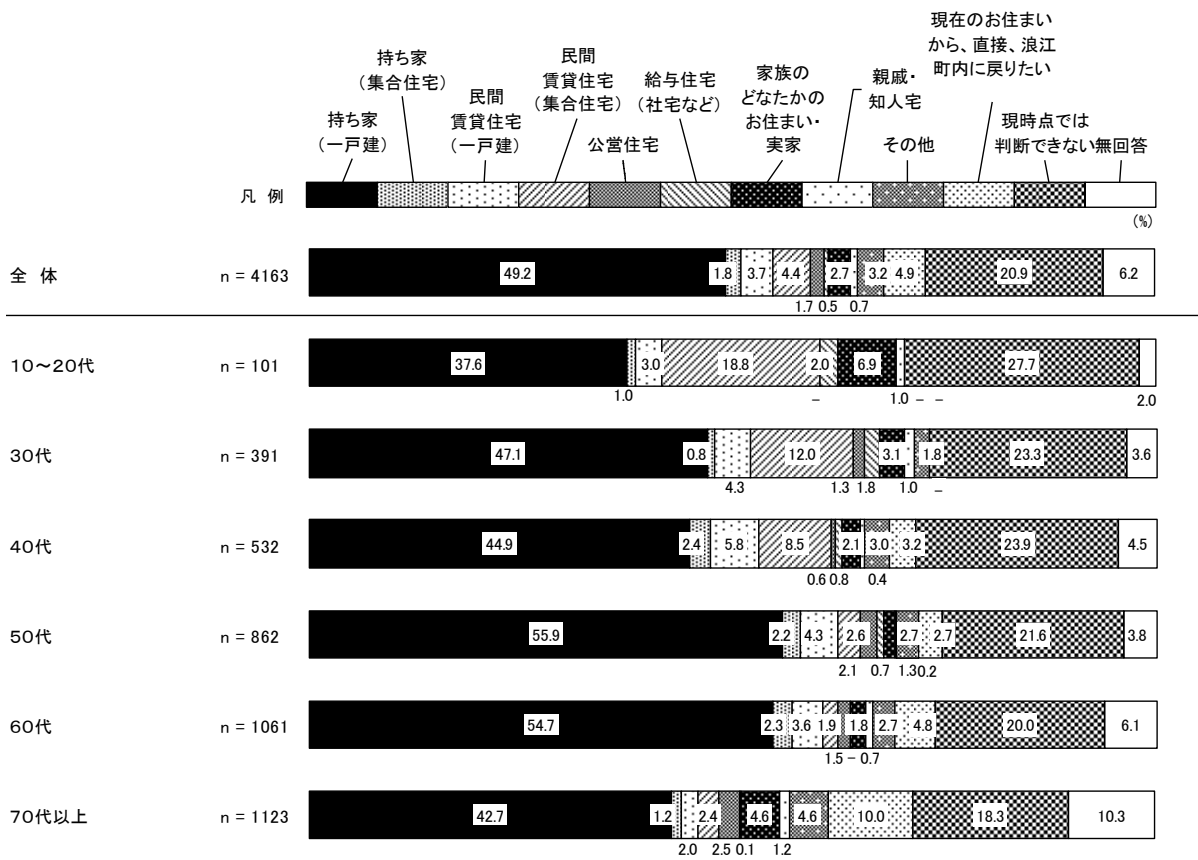 持ち家
（一戸建）
持ち家
（集合住宅）
民間
賃貸住宅
（一戸建）
民間
賃貸住宅
（集合住宅）
公営住宅
給与住宅
（社宅など）
家族の
どなたかの
お住まい・
実家
親戚・
知人宅
その他
現在のお住まい
から、直接、浪江
町内に戻りたい
現時点では
判断できない
無回答
凡 例
(%)
全 体 n = 4163 49.2 1.8 3.7 4.4 2.7 3.2 4.9 20.9 6.2
1.7 0.5 0.7
10～20代 n = 101 37.6 3.0 18.8 2.0 6.9 27.7
1.0 － 1.0 － － 2.0
30代 n = 391 47.1 0.8 12.0 3.1 1.8 23.3 3.6
4.3 1.3 1.8 1.0 －
40代 n = 532 44.9 2.4 5.8 8.5 2.1 3.0 3.2 23.9 4.5
0.6 0.8 0.4
50代 n = 862 55.9 2.2 4.3 2.6 2.7 2.7 21.6 3.8
2.1 0.7 1.3 0.2
60代 n = 1061 54.7 2.3 3.6 1.9 1.8 2.7 4.8 20.0 6.1
1.5 － 0.7
70代以上 n = 1123 42.7 1.2 2.4 4.6 4.6 10.0 18.3 10.3
2.0 2.5 0.1 1.2